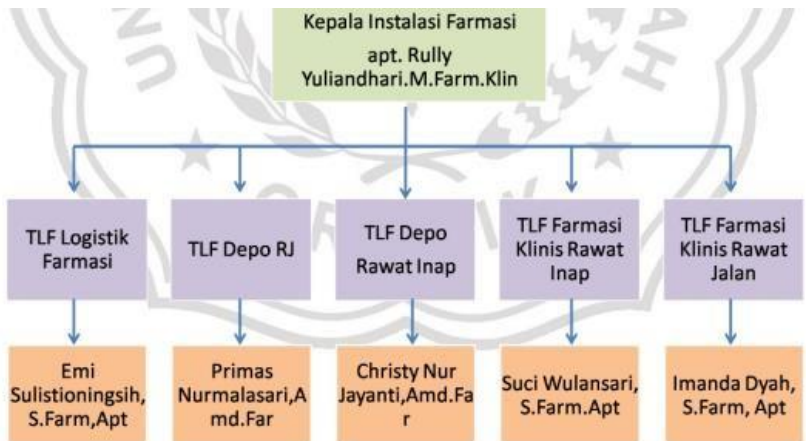 Kepala Instalasi Farmasi
apt. Rully
Yuliandhari.M.Farm.Klin
TLF Logistik
Farmasi
TLF Depo RJ
TLF Depo
Rawat Inap
TLF Farmasi
Klinis Rawat
Inap
TLF Farmasi
Klinis Rawat
Jalan
Emi
Sulistioningsih,
S.Farm,Apt
Primas
Nurmalasari,A
md.Far
Christy Nur
Jayanti,Amd.Fa
r
Suci Wulansari,
S.Farm.Apt
Imanda Dyah,
S.Farm, Apt